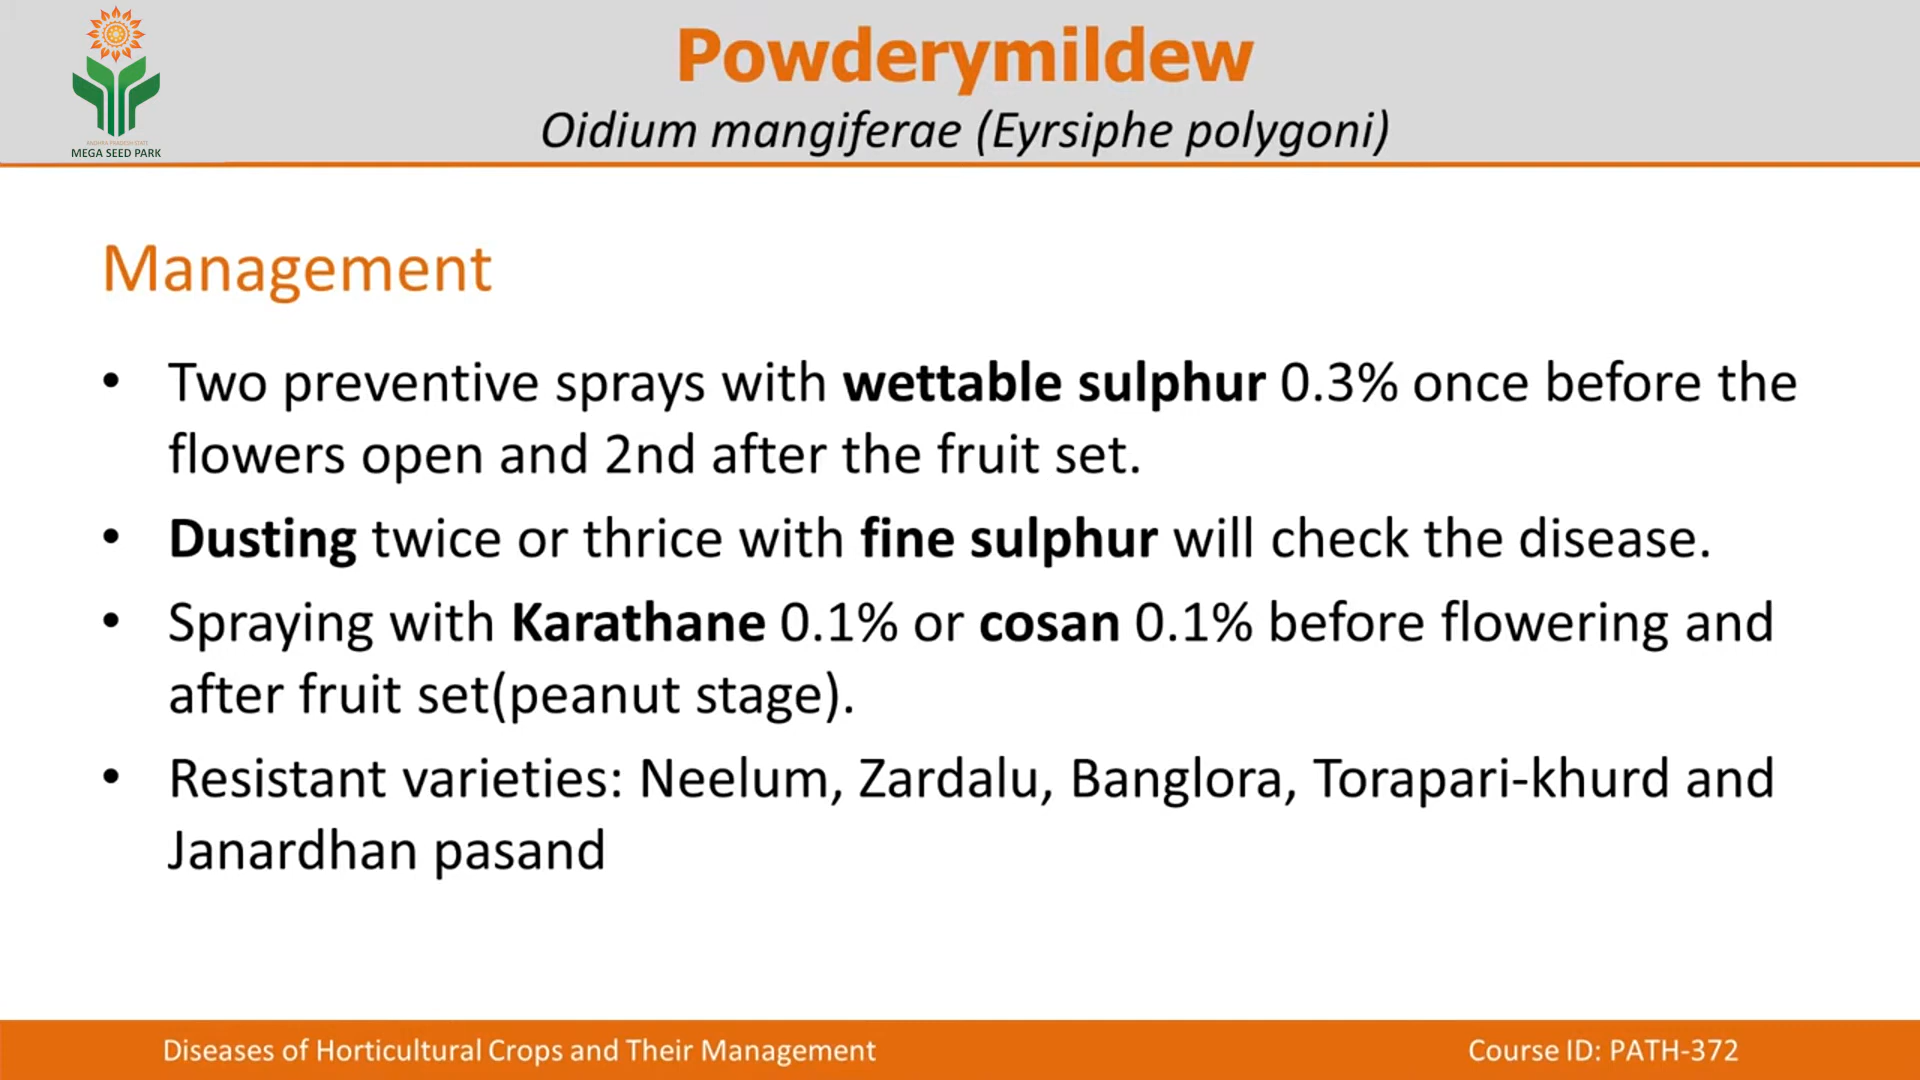 Powderymildew
Oidium mangiferae (Eyrsiphe polygoni)
ANDHRA PRADESH STATE
MEGA SEED PARK
Management
• Two preventive sprays with wettable sulphur 0.3% once before the
flowers open and 2nd after the fruit set.
• Dusting twice or thrice with fine sulphur will check the disease.
• Spraying with Karathane 0.1% or cosan 0.1% before flowering and
after fruit set(peanut stage).
• Resistant varieties: Neelum, Zardalu, Banglora, Torapari-khurd and
Janardhan pasand
Diseases of Horticultural Crops and Their Management
Course ID: PATH-372